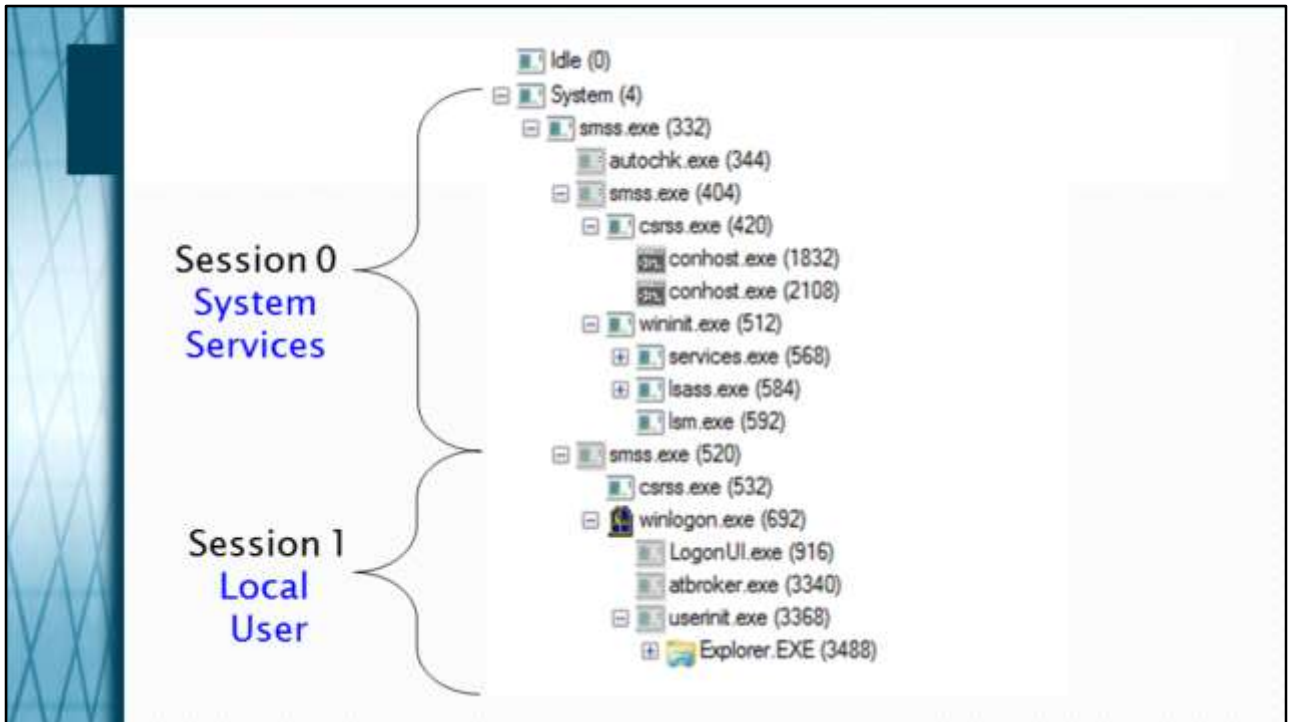 Idle (0)
System (4)
smss.exe (332)
autochk.exe (344)
smss.exe (404)
csrss.exe (420)
conhost.exe (1832)
conhost.exe (2108)
wininit.exe (512)
services.exe (568)
lsass.exe (584)
lsm.exe (592)
smss.exe (520)
csrss.exe (532)
winlogon.exe (692)
LogonUI.exe (916)
atbroker.exe (3340)
userinit.exe (3368)
Explorer.EXE (3488)
Session 0
System
Services
Session 1
Local
User